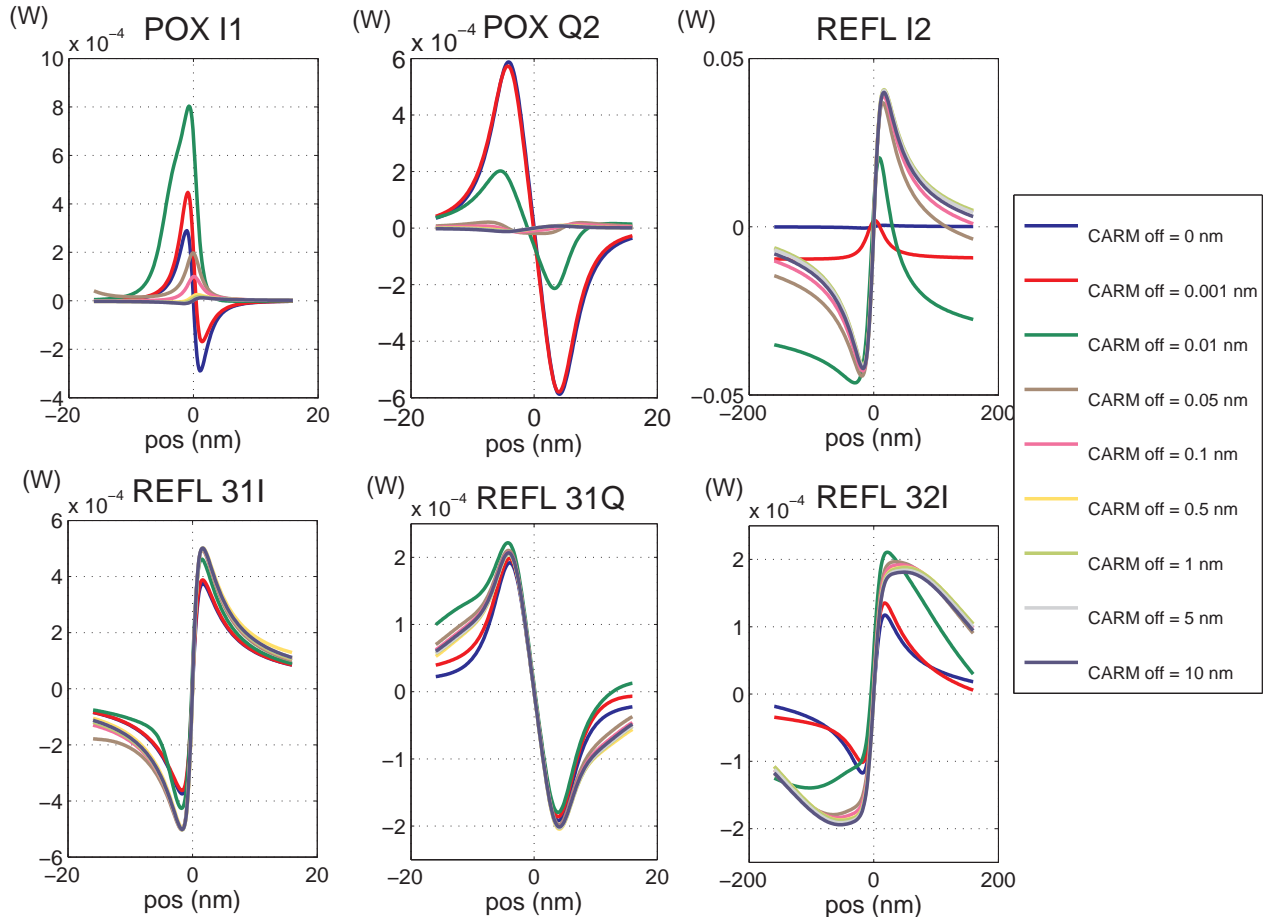 (W)
x 10⁻⁴
POX I1
10
8
6
4
2
0
−2
−4
−20
0
20
pos (nm)
(W)
x 10⁻⁴
POX Q2
6
4
2
0
−2
−4
−6
−20
0
20
pos (nm)
(W)
REFL I2
0.05
0
−0.05
−200
0
200
pos (nm)
(W)
x 10⁻⁴
REFL 31I
6
4
2
0
−2
−4
−6
−20
0
20
pos (nm)
(W)
x 10⁻⁴
REFL 31Q
2
1
0
−1
−2
−20
0
20
pos (nm)
(W)
x 10⁻⁴
REFL 32I
2
1
0
−1
−2
−200
0
200
pos (nm)
CARM off = 0 nm
CARM off = 0.001 nm
CARM off = 0.01 nm
CARM off = 0.05 nm
CARM off = 0.1 nm
CARM off = 0.5 nm
CARM off = 1 nm
CARM off = 5 nm
CARM off = 10 nm